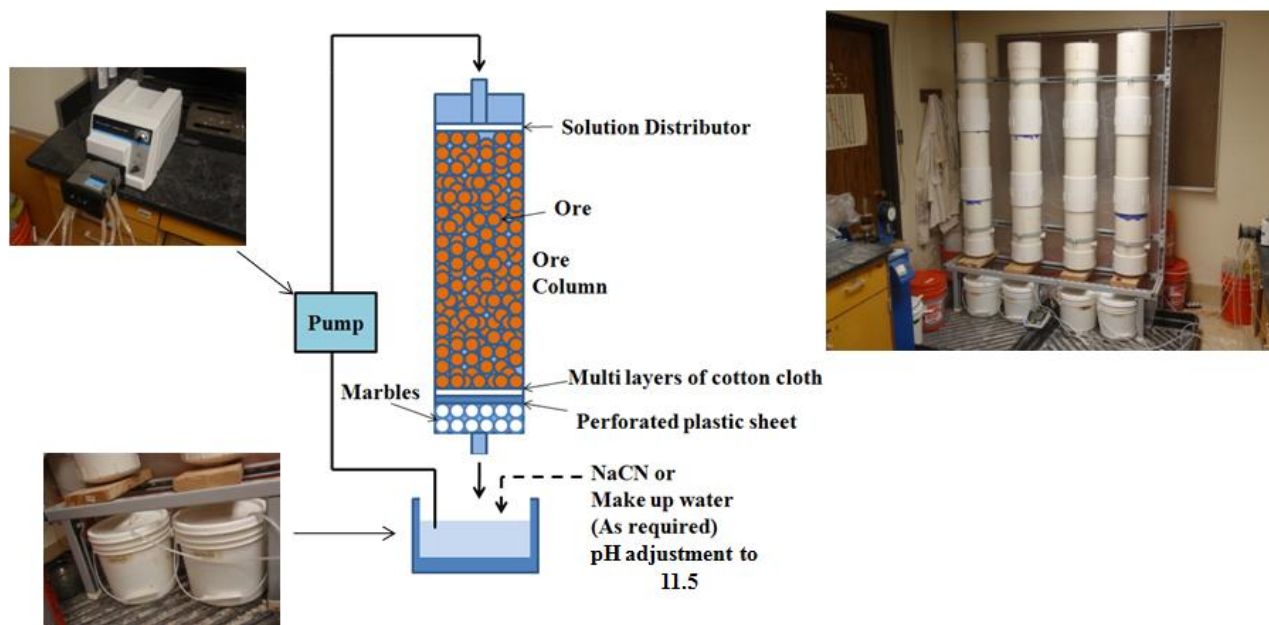 Solution Distributor
Ore
Ore
Column
Pump
Multi layers of cotton cloth
Marbles
Perforated plastic sheet
NaCN or
Make up water
(As required)
pH adjustment to
11.5